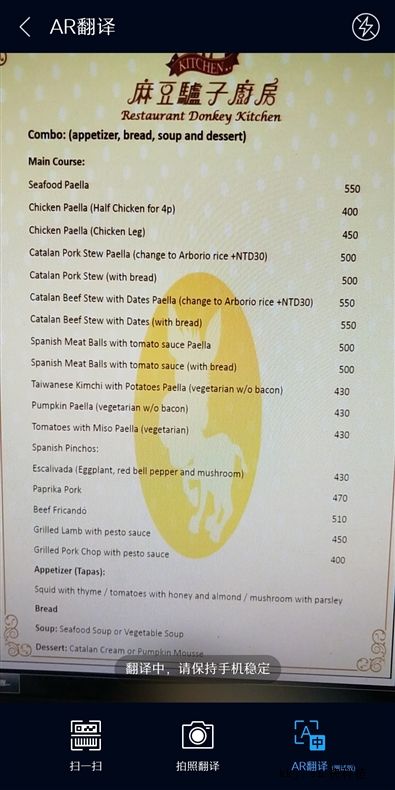 AR翻译
KITCHEN
麻豆驢子廚房
Restaurant Donkey Kitchen
Combo: (appetizer, bread, soup and dessert)
Main Course:
Seafood Paella 550
Chicken Paella (Half Chicken for 4p) 400
Chicken Paella (Chicken Leg) 450
Catalan Pork Stew Paella (change to Arborio rice +NTD30) 500
Catalan Pork Stew (with bread) 500
Catalan Beef Stew with Dates Paella (change to Arborio rice +NTD30) 550
Catalan Beef Stew with Dates (with bread) 550
Spanish Meat Balls with tomato sauce Paella 500
Spanish Meat Balls with tomato sauce (with bread) 500
Taiwanese Kimchi with Potatoes Paella (vegetarian w/o bacon) 430
Pumpkin Paella (vegetarian w/o bacon) 430
Tomatoes with Miso Paella (vegetarian) 430
Spanish Pinchos:
Escalivada (Eggplant, red bell pepper and mushroom) 430
Paprika Pork 470
Beef Fricandó 510
Grilled Lamb with pesto sauce 450
Grilled Pork Chop with pesto sauce 400
Appetizer (Tapas):
Squid with thyme / tomatoes with honey and almond / mushroom with parsley
Bread
Soup: Seafood Soup or Vegetable Soup
Dessert: Catalan Cream or Pumpkin Mousse
翻译中，请保持手机稳定
扫一扫 拍照翻译 AR翻译 (测试版)